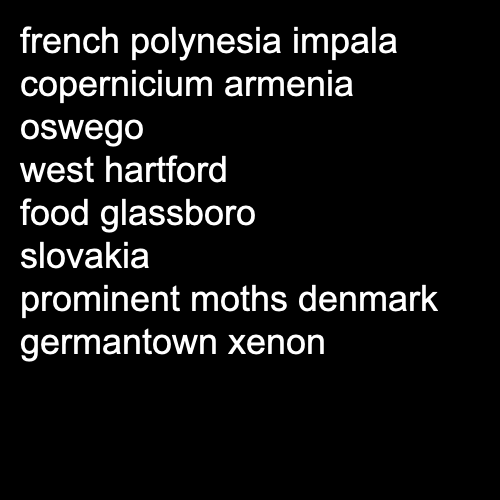 french polynesia impala
copernicium armenia
oswego
west hartford
food glassboro
slovakia
prominent moths denmark
germantown xenon